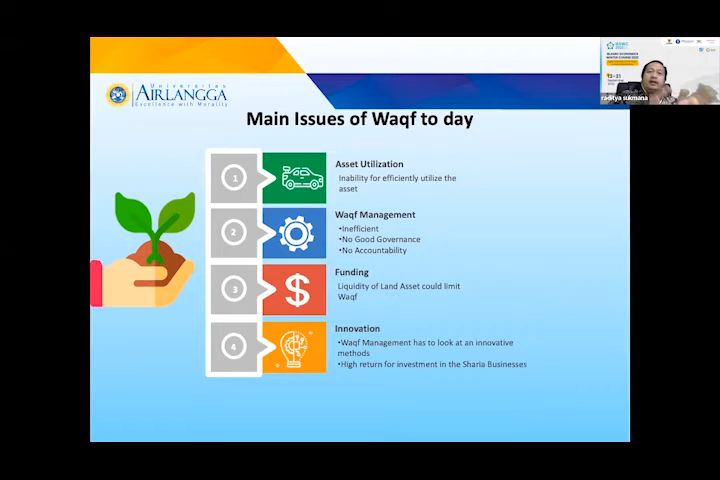 Universitas
AIRLANGGA
Excellence with Morality
Main Issues of Waqf to day
1
Asset Utilization
Inability for efficiently utilize the
asset
2
Waqf Management
•Inefficient
•No Good Governance
•No Accountability
3
$
Funding
Liquidity of Land Asset could limit
Waqf
4
Innovation
•Waqf Management has to look at an innovative
methods
•High return for investment in the Sharia Businesses
raditya sukmana